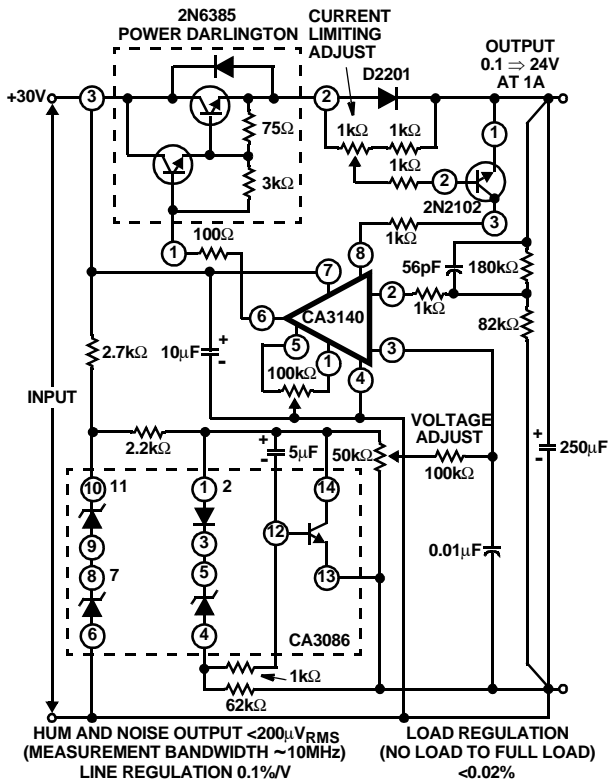 2N6385
POWER DARLINGTON
CURRENT
LIMITING
ADJUST
OUTPUT
0.1 ⇒ 24V
AT 1A
D2201
+30V
3
2
75Ω
1kΩ
1kΩ
1kΩ
1
2
3kΩ
2N2102
3
1
100Ω
8
1kΩ
56pF
180kΩ
7
2
1kΩ
6
CA3140
82kΩ
5
1
4
3
2.7kΩ
10µF
+
-
100kΩ
INPUT
VOLTAGE
ADJUST
2.2kΩ
+
-
5µF
50kΩ
100kΩ
+
-
250µF
10
11
1
2
14
9
3
12
8
7
5
13
0.01µF
6
4
CA3086
1kΩ
62kΩ
HUM AND NOISE OUTPUT <200µVRMS
(MEASUREMENT BANDWIDTH ~10MHz)
LINE REGULATION 0.1%/V
LOAD REGULATION
(NO LOAD TO FULL LOAD)
<0.02%